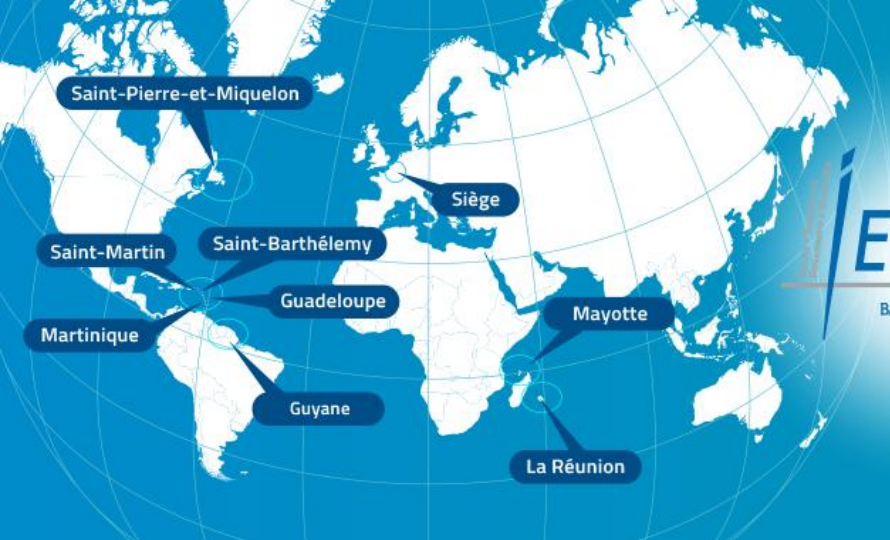 Saint-Pierre-et-Miquelon
Siège
Saint-Martin
Saint-Barthélemy
Guadeloupe
Martinique
Mayotte
Guyane
La Réunion